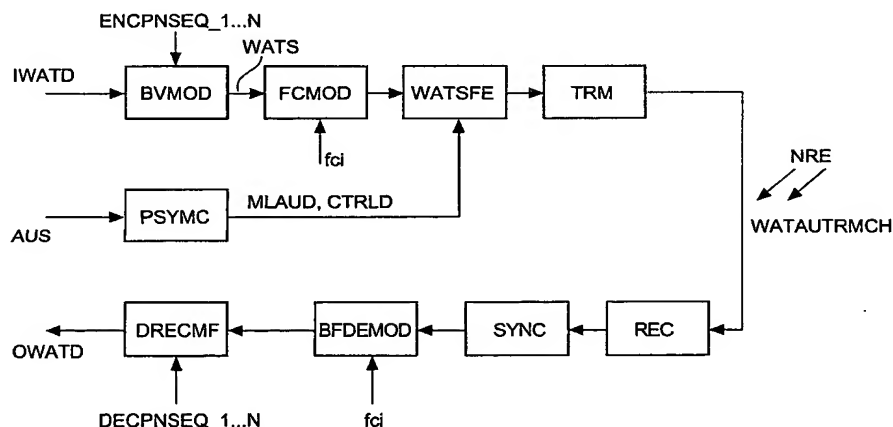 ENCPNSEQ_1...N
WATS
IWATD
BVMOD
FCMOD
WATSFE
TRM
fci
NRE
PSYMC
MLAUD, CTRLD
AUS
WATAUTRMCH
DRECMF
BFDEMOD
SYNC
REC
OWATD
DECPNSEQ_1...N
fci